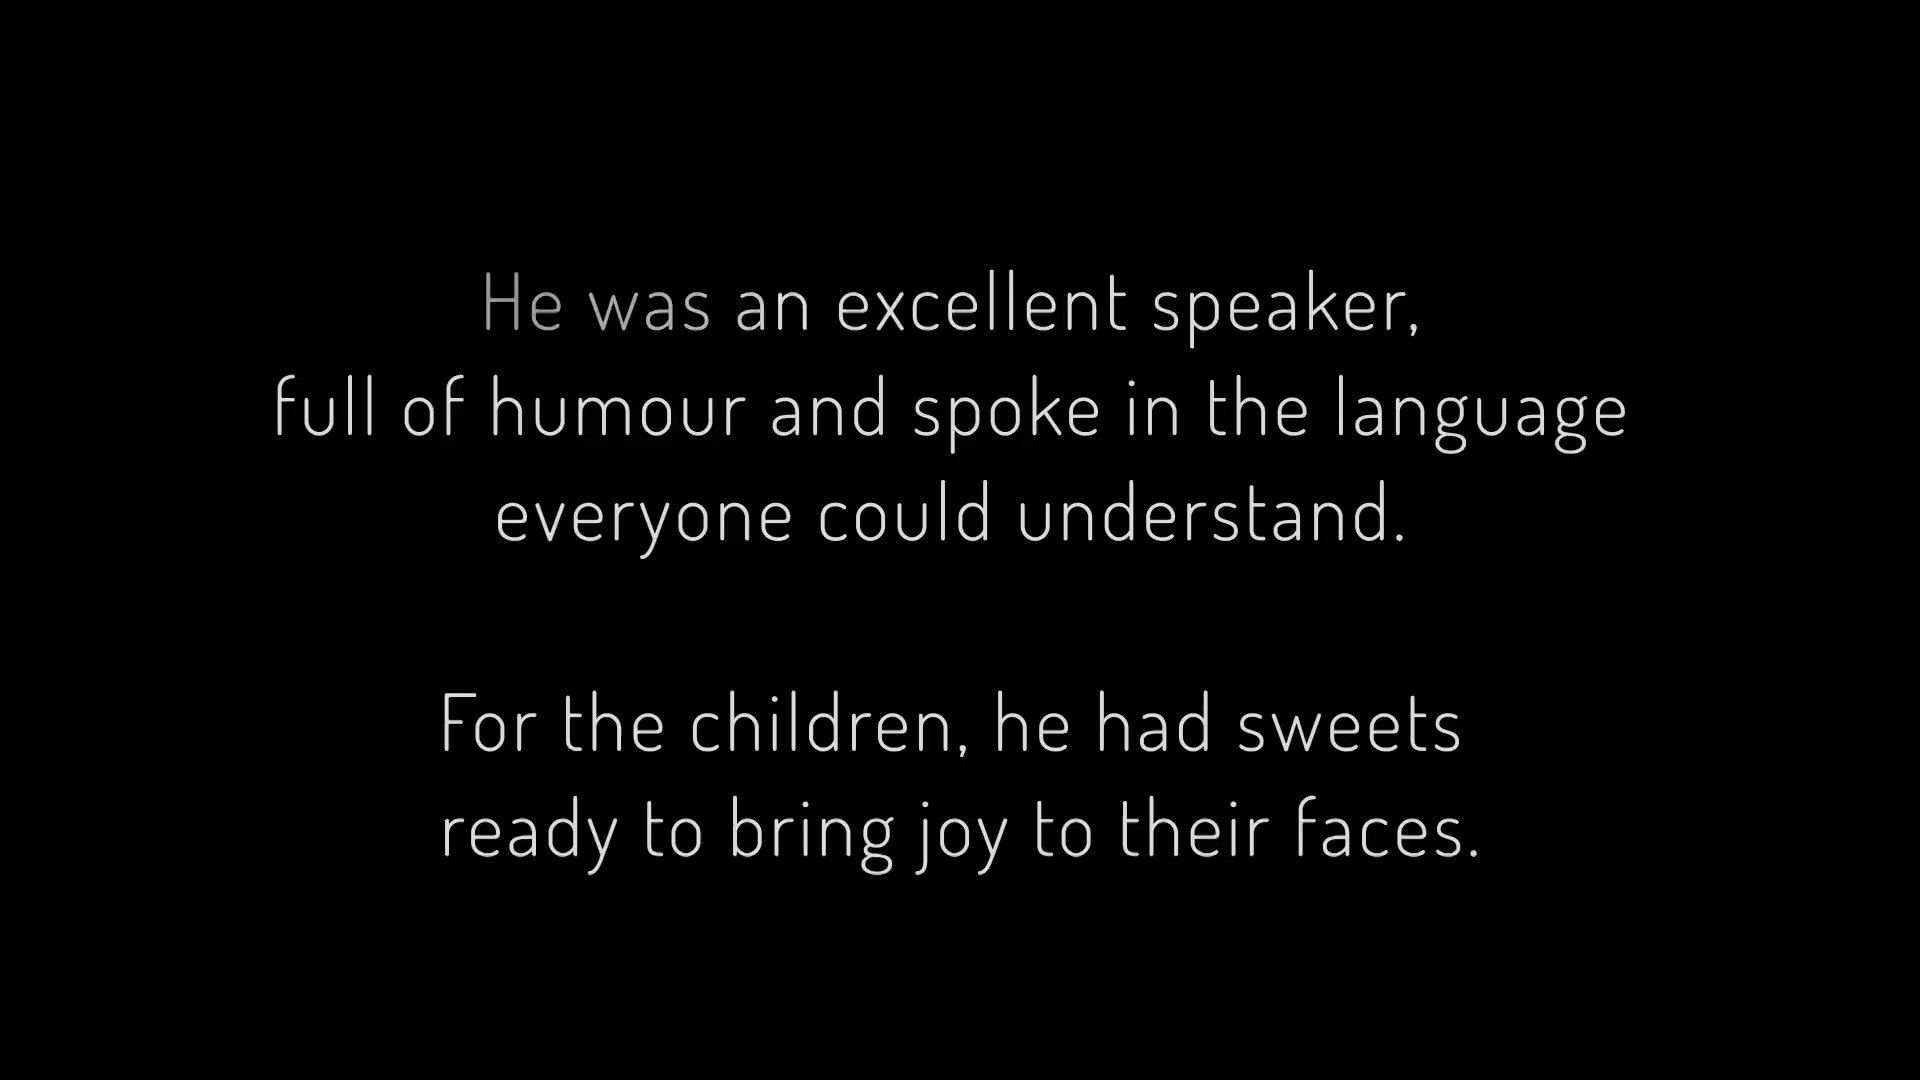 He was an excellent speaker,
full of humour and spoke in the language
everyone could understand.
For the children, he had sweets
ready to bring joy to their faces.